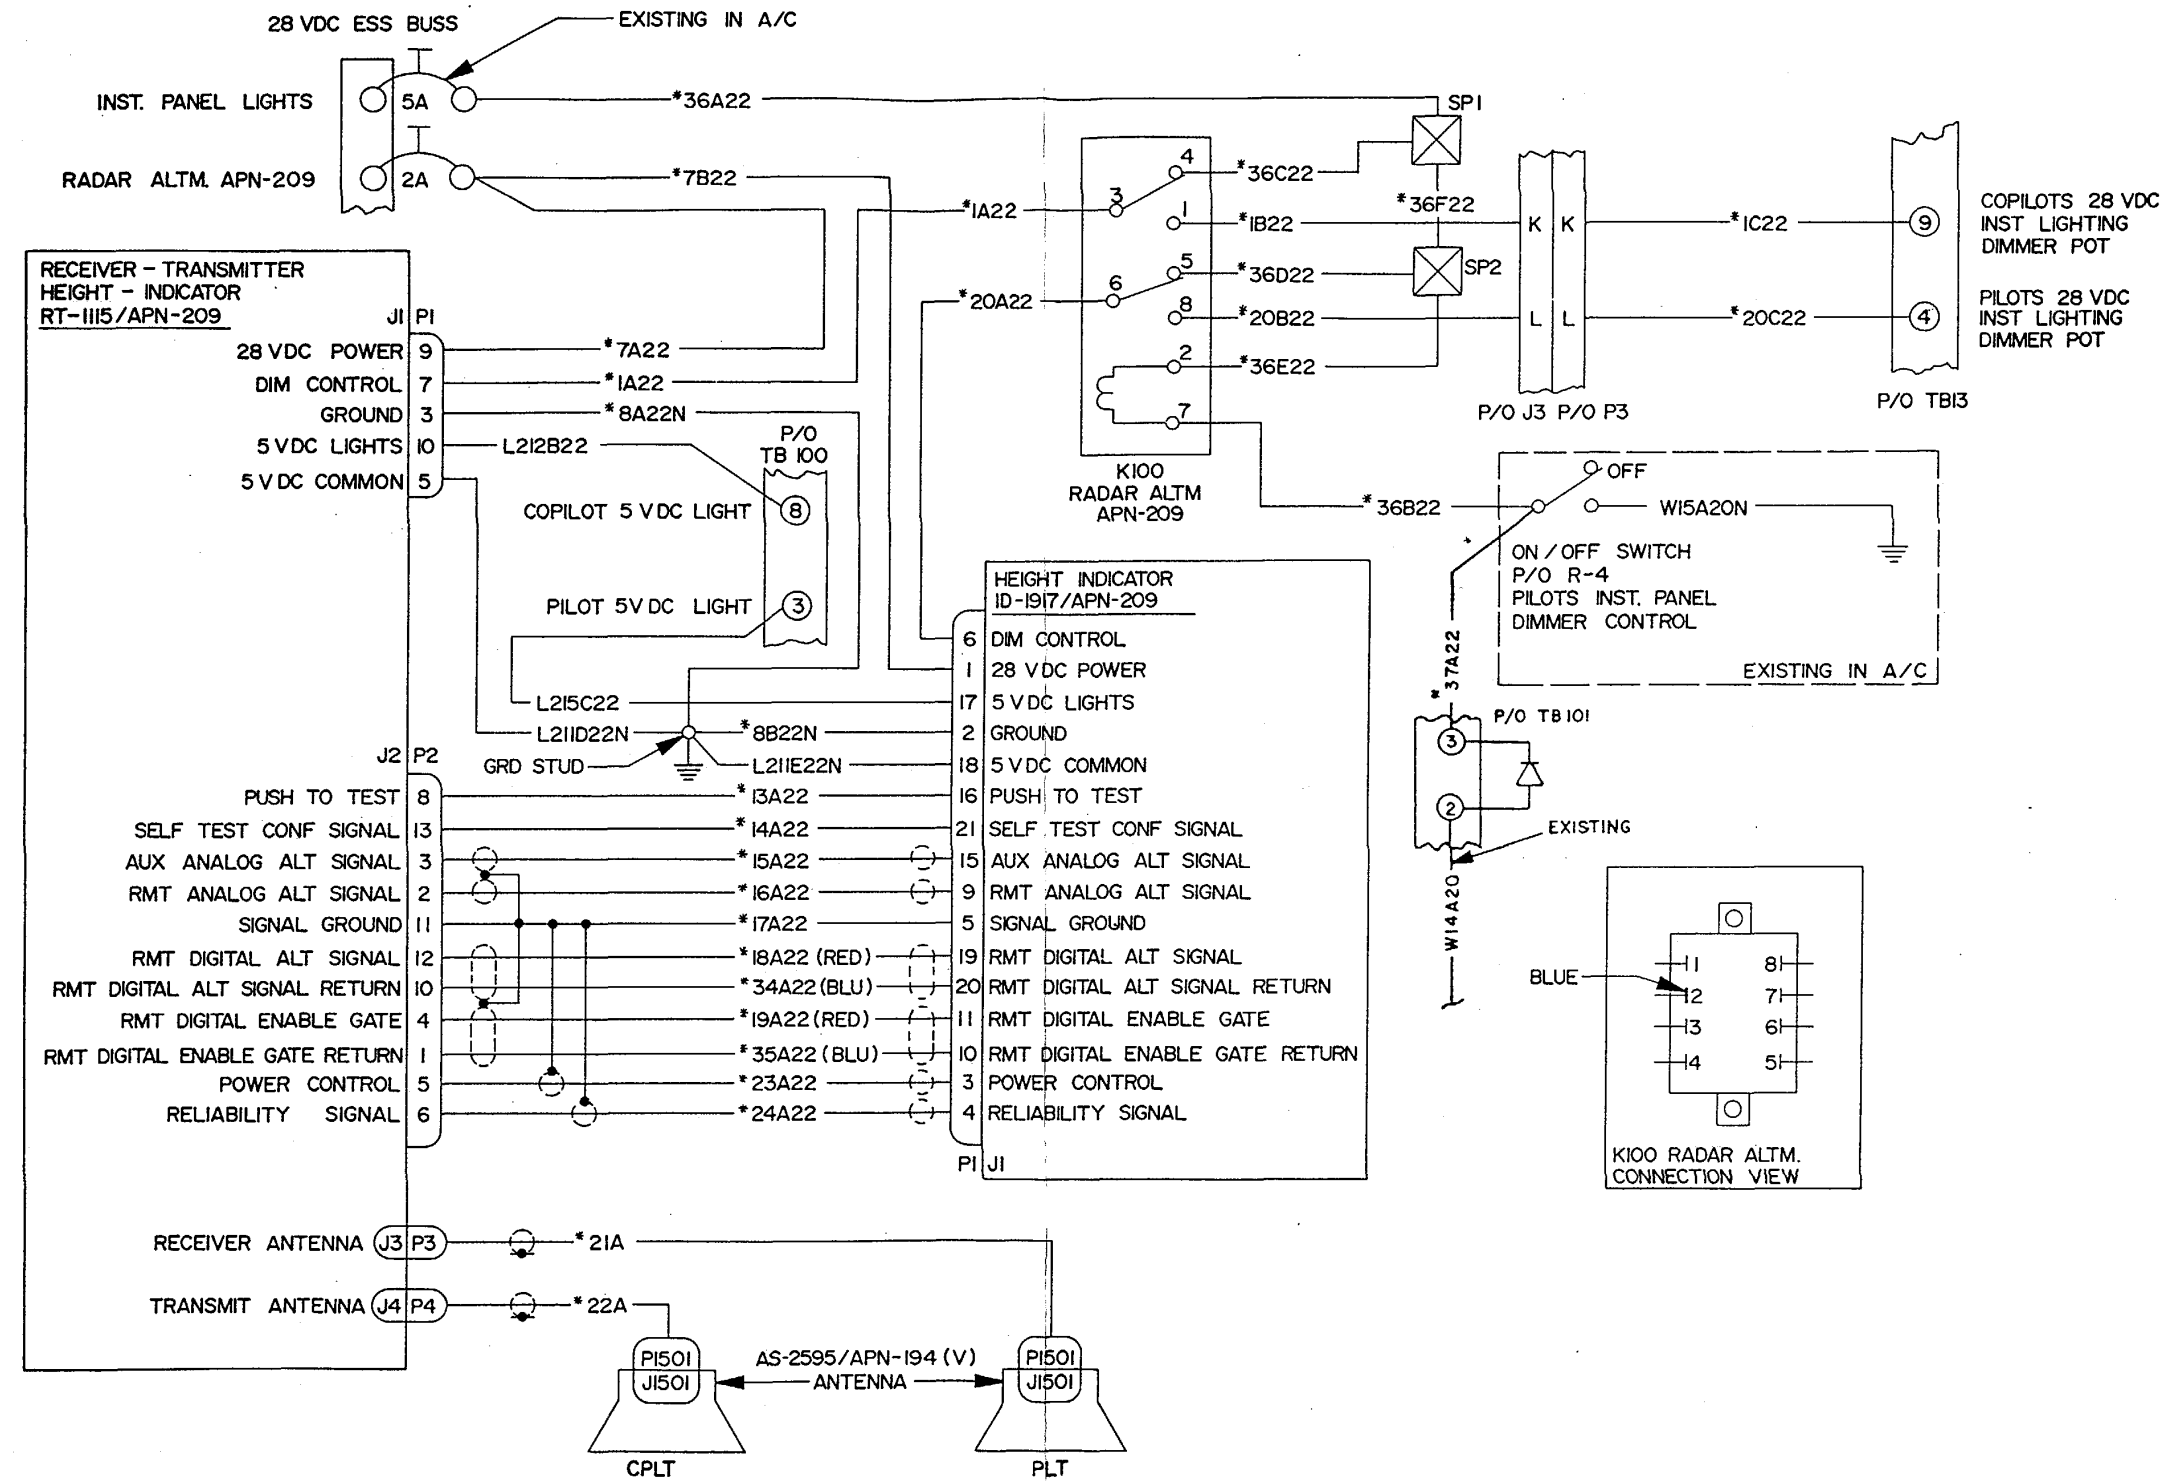 28 VDC ESS BUSS
EXISTING IN A/C
INST. PANEL LIGHTS
5A
*36A22
SP1
RADAR ALTM. APN-209
2A
*7B22
*1A22
3
4
1
*36C22
*1B22
*36F22
K
K
*1C22
9
COPILOTS 28 VDC
INST LIGHTING
DIMMER POT
*20A22
6
5
8
*36D22
SP2
*20B22
L
L
*20C22
4
PILOTS 28 VDC
INST LIGHTING
DIMMER POT
2
*36E22
7
P/O J3
P/O P3
P/O TB13
K100
RADAR ALTM
APN-209
RECEIVER - TRANSMITTER
HEIGHT - INDICATOR
RT-1115/APN-209
J1
P1
28 VDC POWER
9
*7A22
DIM CONTROL
7
*1A22
GROUND
3
*8A22N
5 VDC LIGHTS
10
L212B22
5 VDC COMMON
5
P/O
TB 100
COPILOT 5 VDC LIGHT
8
PILOT 5VDC LIGHT
3
*36B22
OFF
W15A20N
*
ON / OFF SWITCH
P/O R-4
PILOTS INST. PANEL
DIMMER CONTROL
EXISTING IN A/C
* 37A22
P/O TB101
3
2
EXISTING
W14A20
HEIGHT INDICATOR
ID-1917/APN-209
6 DIM CONTROL
1 28 VDC POWER
L215C22
17 5 VDC LIGHTS
L211D22N
*8B22N
2 GROUND
GRD STUD
L211E22N
18 5 VDC COMMON
J2
P2
PUSH TO TEST 8
*13A22
16 PUSH TO TEST
SELF TEST CONF SIGNAL 13
*14A22
21 SELF TEST CONF SIGNAL
AUX ANALOG ALT SIGNAL 3
*15A22
15 AUX ANALOG ALT SIGNAL
RMT ANALOG ALT SIGNAL 2
*16A22
9 RMT ANALOG ALT SIGNAL
SIGNAL GROUND 11
*17A22
5 SIGNAL GROUND
RMT DIGITAL ALT SIGNAL 12
*18A22 (RED)
19 RMT DIGITAL ALT SIGNAL
RMT DIGITAL ALT SIGNAL RETURN 10
*34A22 (BLU)
20 RMT DIGITAL ALT SIGNAL RETURN
RMT DIGITAL ENABLE GATE 4
*19A22 (RED)
11 RMT DIGITAL ENABLE GATE
RMT DIGITAL ENABLE GATE RETURN 1
*35A22 (BLU)
10 RMT DIGITAL ENABLE GATE RETURN
POWER CONTROL 5
*23A22
3 POWER CONTROL
RELIABILITY SIGNAL 6
*24A22
4 RELIABILITY SIGNAL
P1
J1
BLUE
1
2
3
4
8
7
6
5
K100 RADAR ALTM.
CONNECTION VIEW
RECEIVER ANTENNA
J3
P3
*21A
TRANSMIT ANTENNA
J4
P4
*22A
P1501
J1501
AS-2595/APN-194 (V)
ANTENNA
P1501
J1501
CPLT
PLT